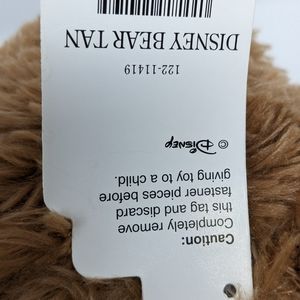 DISNEY BEAR TAN
122-11419
© Disney
Caution:
Completely remove
this tag and discard
fastener pieces before
giving toy to a child.